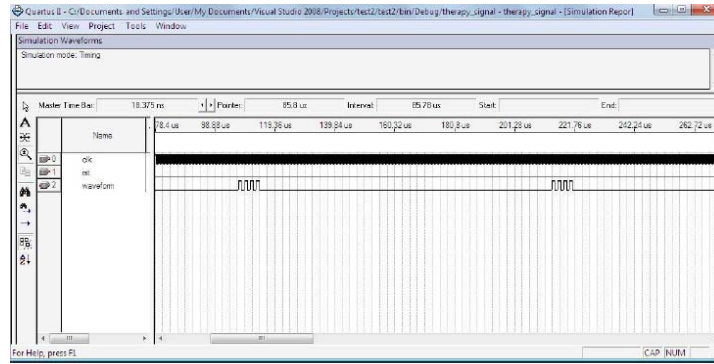 Quartus II - C:/Documents and Settings/User/My Documents/Visual Studio 2008/Projects/test2/test2/bin/Debug/therapy_signal - therapy_signal - [Simulation Repor]
File Edit View Project Tools Window
Simulation Waveforms
Simulation mode: Timing
Master Time Bar: 18.375 ns Pointer: 85.8 us Interval: 85.78 us Start: End:
Name
78.4 us 98.88 us 119.36 us 139.84 us 160.32 us 180.8 us 201.28 us 221.76 us 242.24 us 262.72 us
0 clk
1 rst
2 waveform
For Help, press F1
CAP NUM